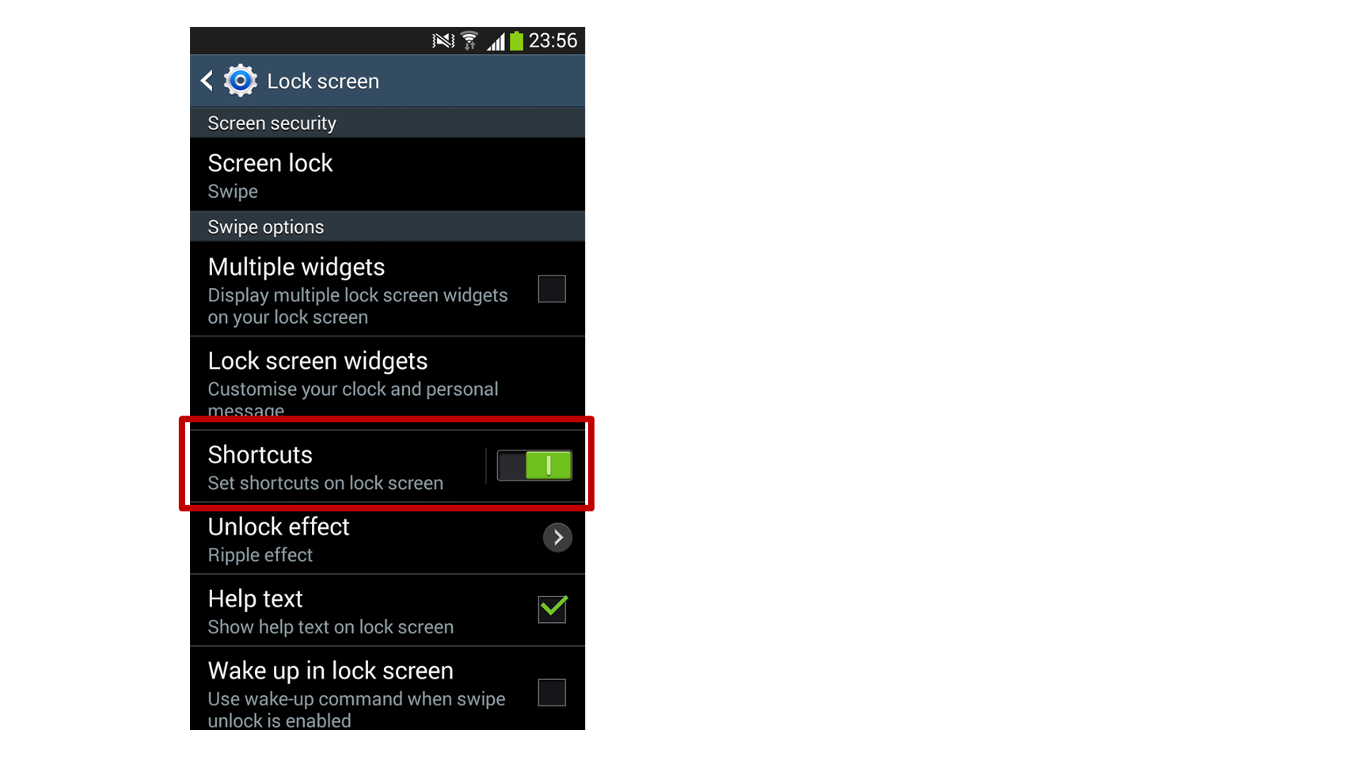 23:56
Lock screen
Screen security
Screen lock
Swipe
Swipe options
Multiple widgets
Display multiple lock screen widgets
on your lock screen
Lock screen widgets
Customise your clock and personal
message
Shortcuts
Set shortcuts on lock screen
Unlock effect
Ripple effect
Help text
Show help text on lock screen
Wake up in lock screen
Use wake-up command when swipe
unlock is enabled